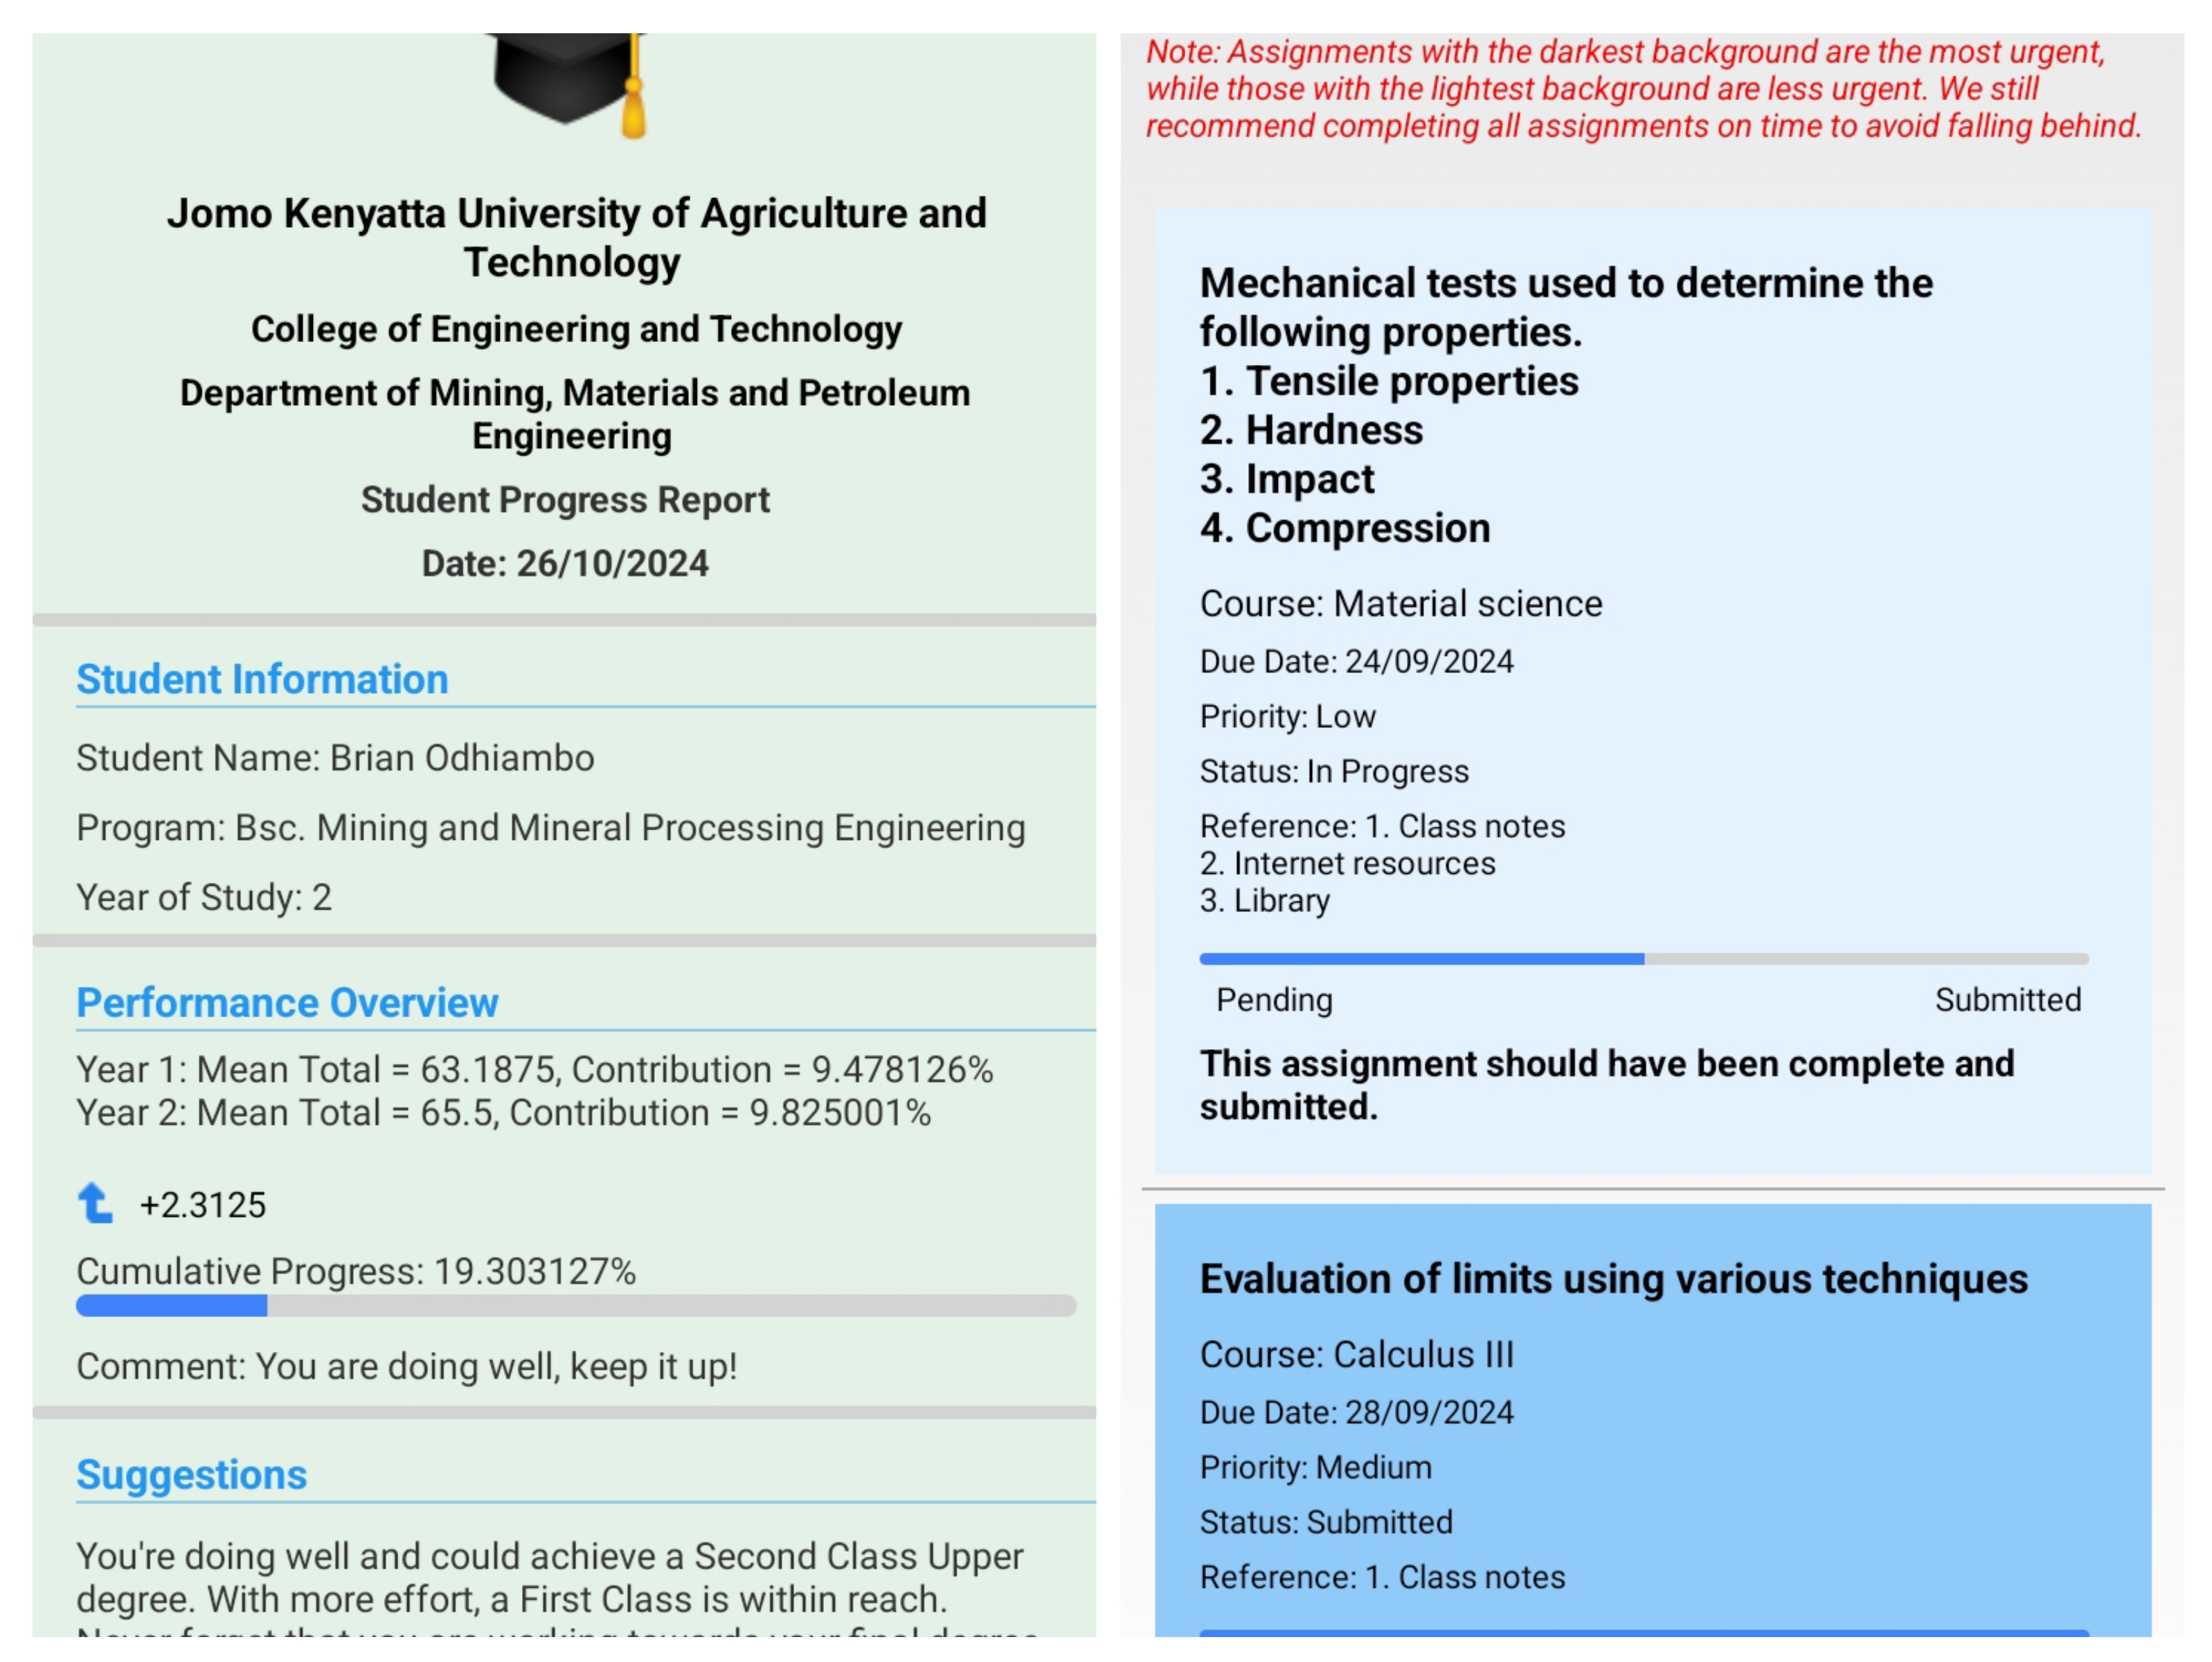 Jomo Kenyatta University of Agriculture and
Technology
College of Engineering and Technology
Department of Mining, Materials and Petroleum
Engineering
Student Progress Report
Date: 26/10/2024
Student Information
Student Name: Brian Odhiambo
Program: Bsc. Mining and Mineral Processing Engineering
Year of Study: 2
Performance Overview
Year 1: Mean Total = 63.1875, Contribution = 9.478126%
Year 2: Mean Total = 65.5, Contribution = 9.825001%
+2.3125
Cumulative Progress: 19.303127%
Comment: You are doing well, keep it up!
Suggestions
You're doing well and could achieve a Second Class Upper
degree. With more effort, a First Class is within reach.
Never forget that you are working towards your final degree
Note: Assignments with the darkest background are the most urgent,
while those with the lightest background are less urgent. We still
recommend completing all assignments on time to avoid falling behind.
Mechanical tests used to determine the
following properties.
1. Tensile properties
2. Hardness
3. Impact
4. Compression
Course: Material science
Due Date: 24/09/2024
Priority: Low
Status: In Progress
Reference: 1. Class notes
2. Internet resources
3. Library
Pending Submitted
This assignment should have been complete and
submitted.
Evaluation of limits using various techniques
Course: Calculus III
Due Date: 28/09/2024
Priority: Medium
Status: Submitted
Reference: 1. Class notes